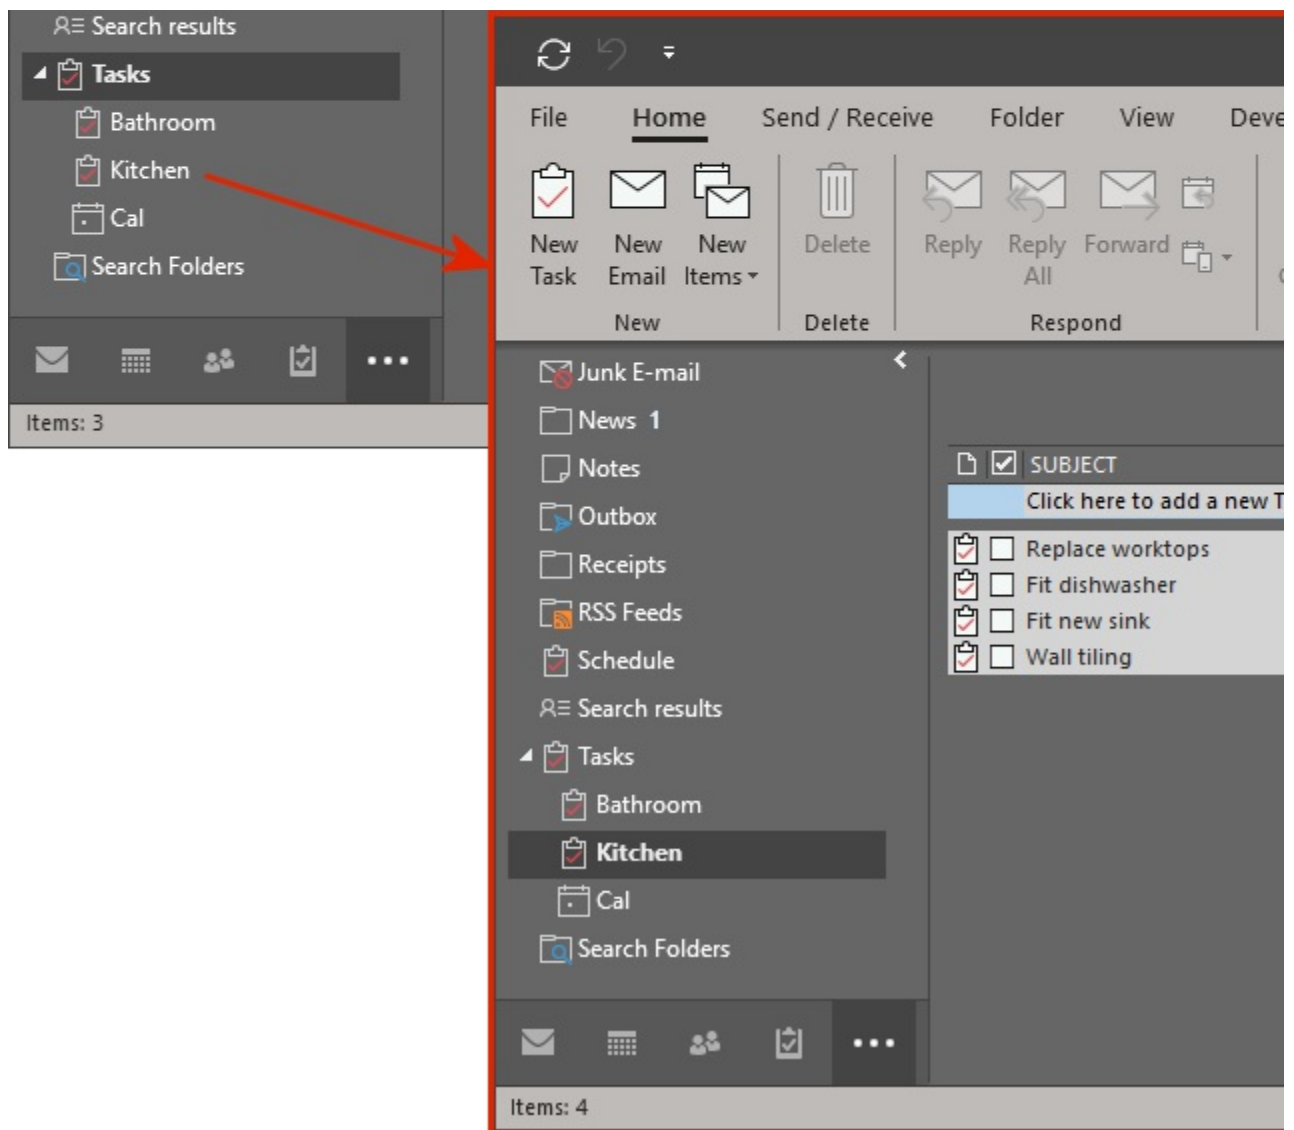 Search results
Tasks
Bathroom
Kitchen
Cal
Search Folders
Items: 3
File Home Send / Receive Folder View Deve
New Task
New Email
New Items
Delete
Reply
Reply All
Forward
New Delete Respond
Junk E-mail
News 1
Notes
Outbox
Receipts
RSS Feeds
Schedule
Search results
Tasks
Bathroom
Kitchen
Cal
Search Folders
Items: 4
SUBJECT
Click here to add a new T
Replace worktops
Fit dishwasher
Fit new sink
Wall tiling